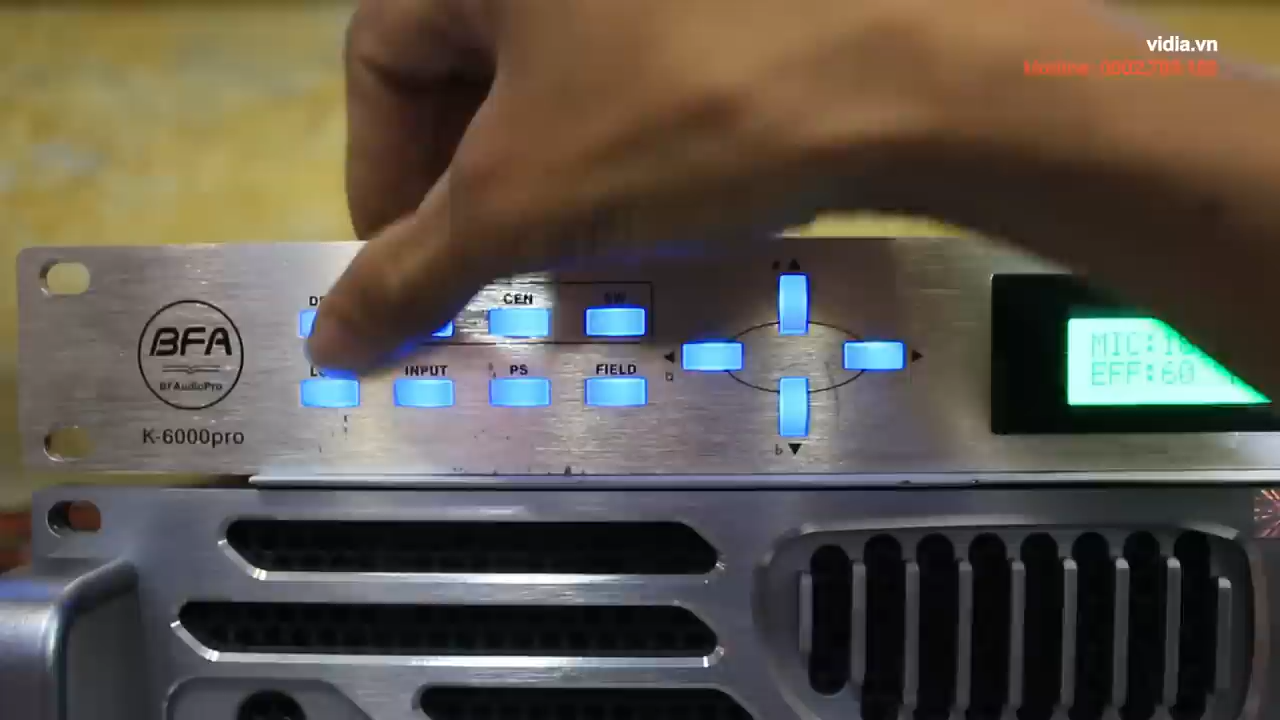 vidia.vn
CEN
SW
INPUT
PS
FIELD
b
b
BFA
BFAudioPro
K-6000pro
MIC:
EFF:60